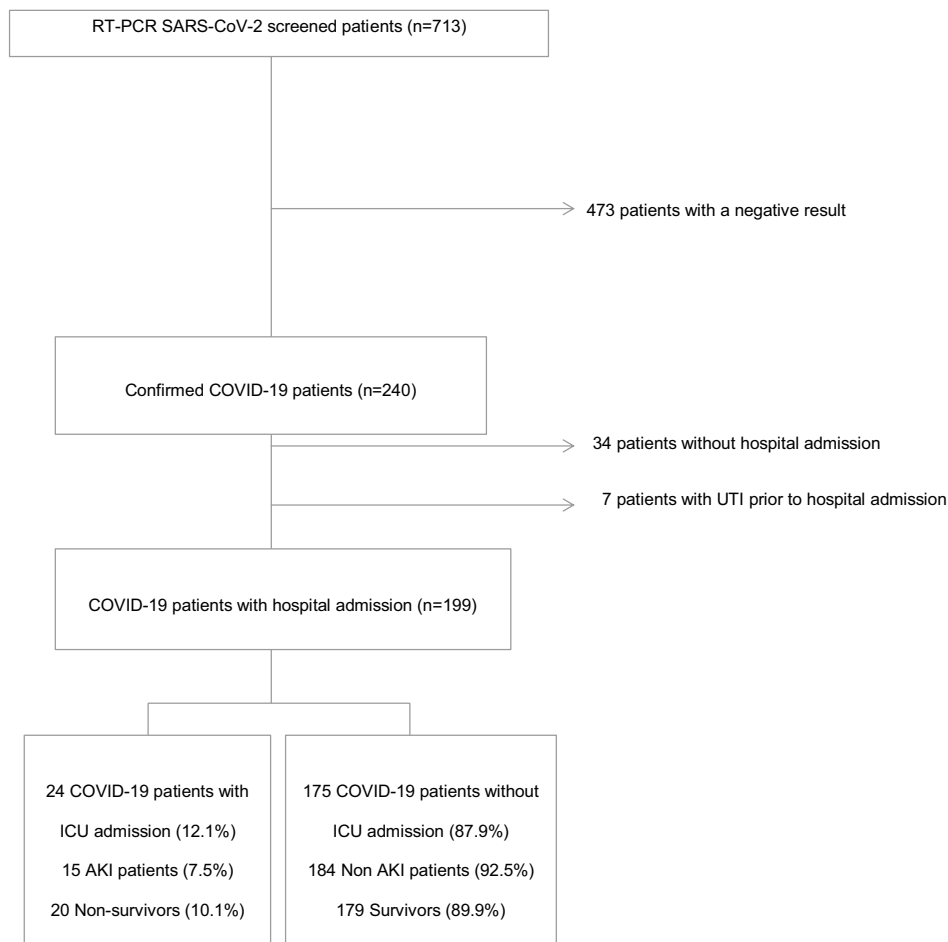 RT-PCR SARS-CoV-2 screened patients (n=713)
473 patients with a negative result
Confirmed COVID-19 patients (n=240)
34 patients without hospital admission
7 patients with UTI prior to hospital admission
COVID-19 patients with hospital admission (n=199)
24 COVID-19 patients with
ICU admission (12.1%)
15 AKI patients (7.5%)
20 Non-survivors (10.1%)
175 COVID-19 patients without
ICU admission (87.9%)
184 Non AKI patients (92.5%)
179 Survivors (89.9%)